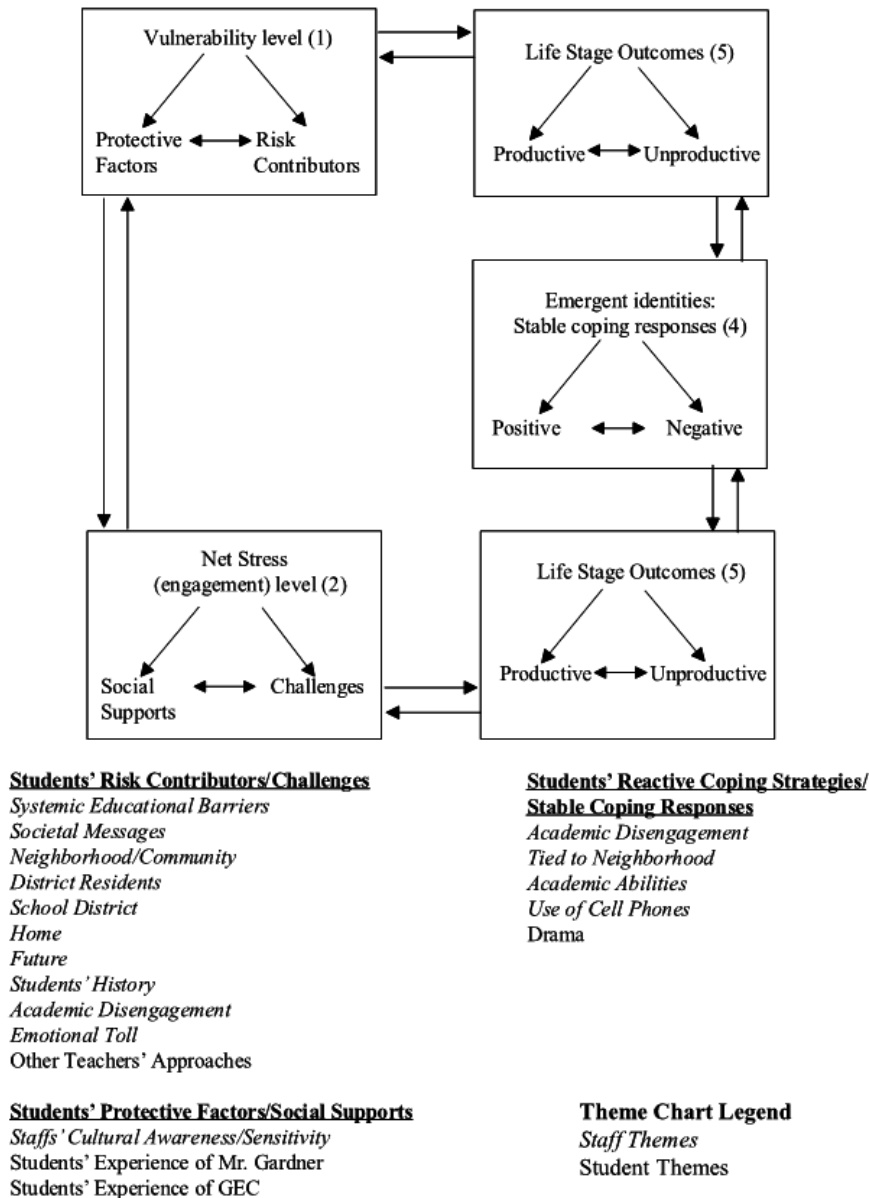 Vulnerability level (1)
Protective
Factors
Risk
Contributors
Life Stage Outcomes (5)
Productive
Unproductive
Emergent identities:
Stable coping responses (4)
Positive
Negative
Net Stress
(engagement) level (2)
Social
Supports
Challenges
Life Stage Outcomes (5)
Productive
Unproductive
Students’ Risk Contributors/Challenges
Systemic Educational Barriers
Societal Messages
Neighborhood/Community
District Residents
School District
Home
Future
Students’ History
Academic Disengagement
Emotional Toll
Other Teachers’ Approaches
Students’ Reactive Coping Strategies/
Stable Coping Responses
Academic Disengagement
Tied to Neighborhood
Academic Abilities
Use of Cell Phones
Drama
Students’ Protective Factors/Social Supports
Staffs’ Cultural Awareness/Sensitivity
Students’ Experience of Mr. Gardner
Students’ Experience of GEC
Theme Chart Legend
Staff Themes
Student Themes